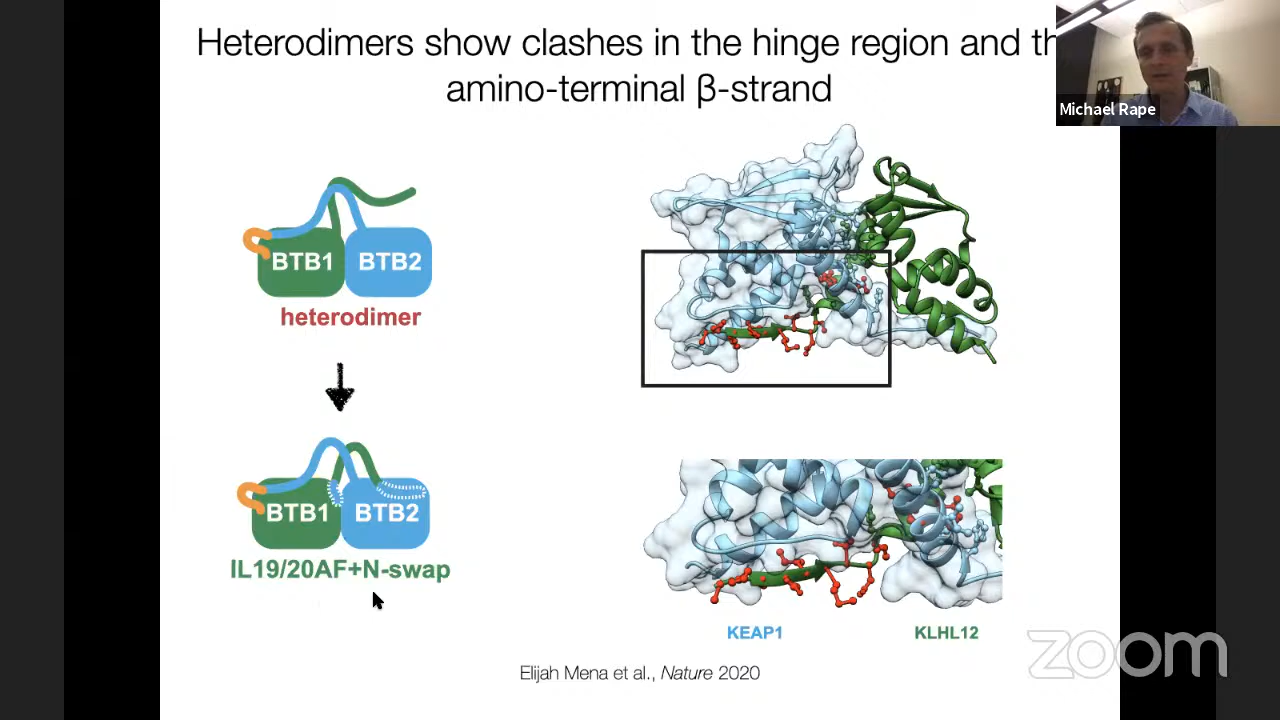 Heterodimers show clashes in the hinge region and th
amino-terminal β-strand
Michael Rape
BTB1 BTB2
heterodimer
BTB1 BTB2
IL19/20AF+N-swap
KEAP1 KLHL12
Elijah Mena et al., Nature 2020
zoom